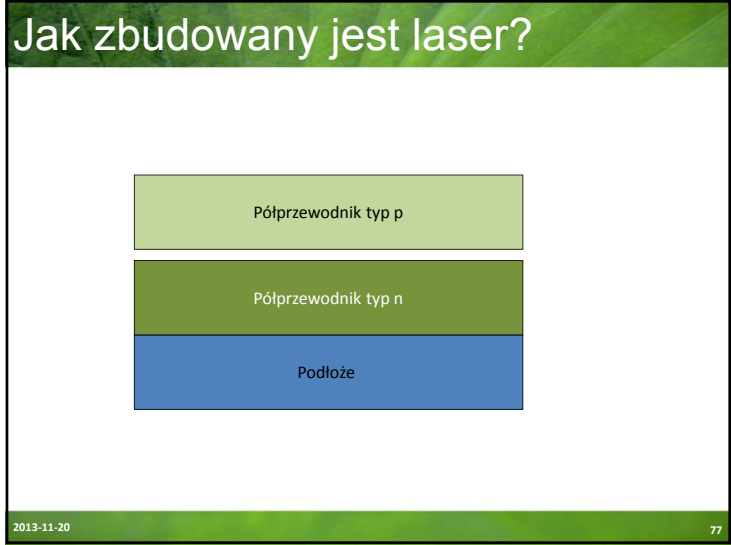 Jak zbudowany jest laser?
Półprzewodnik typ p
Półprzewodnik typ n
Podłoże
2013-11-20
77